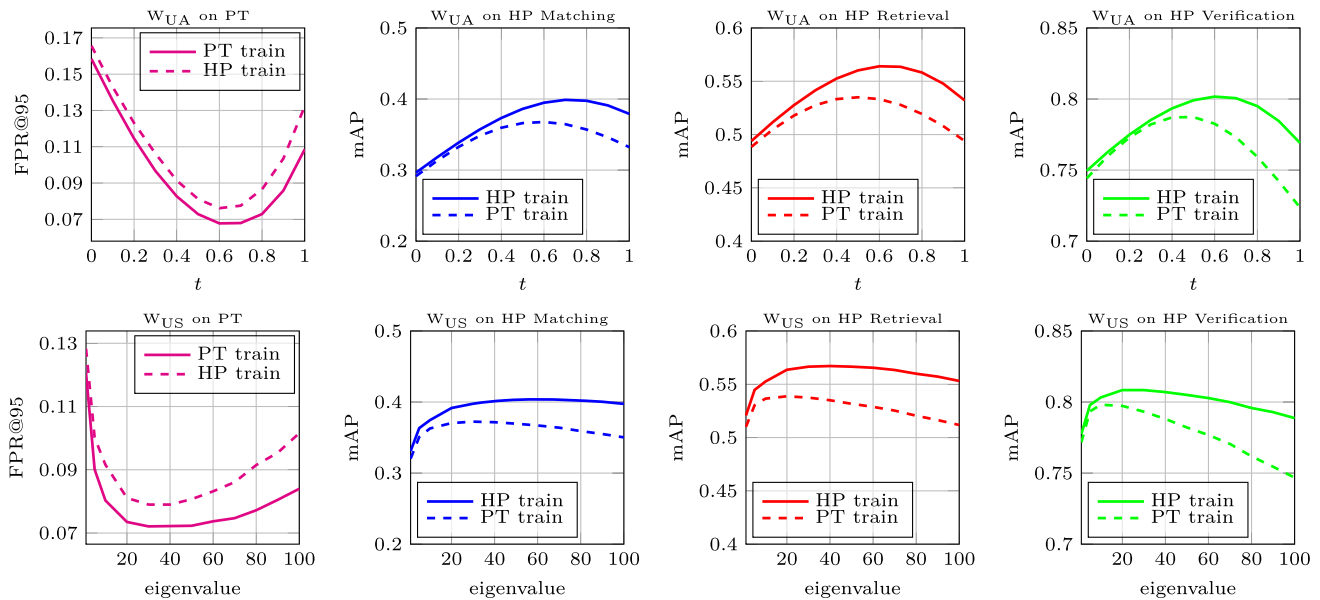 W_UA on PT
0.17
0.15
0.13
0.11
0.09
0.07
FPR@95
PT train
HP train
0 0.2 0.4 0.6 0.8 1
t
W_UA on HP Matching
0.5
0.4
0.3
0.2
mAP
HP train
PT train
0 0.2 0.4 0.6 0.8 1
t
W_UA on HP Retrieval
0.6
0.55
0.5
0.45
0.4
mAP
HP train
PT train
0 0.2 0.4 0.6 0.8 1
t
W_UA on HP Verification
0.85
0.8
0.75
0.7
mAP
HP train
PT train
0 0.2 0.4 0.6 0.8 1
t
W_US on PT
0.13
0.11
0.09
0.07
FPR@95
PT train
HP train
20 40 60 80 100
eigenvalue
W_US on HP Matching
0.5
0.4
0.3
0.2
mAP
HP train
PT train
20 40 60 80 100
eigenvalue
W_US on HP Retrieval
0.6
0.55
0.5
0.45
0.4
mAP
HP train
PT train
20 40 60 80 100
eigenvalue
W_US on HP Verification
0.85
0.8
0.75
0.7
mAP
HP train
PT train
20 40 60 80 100
eigenvalue